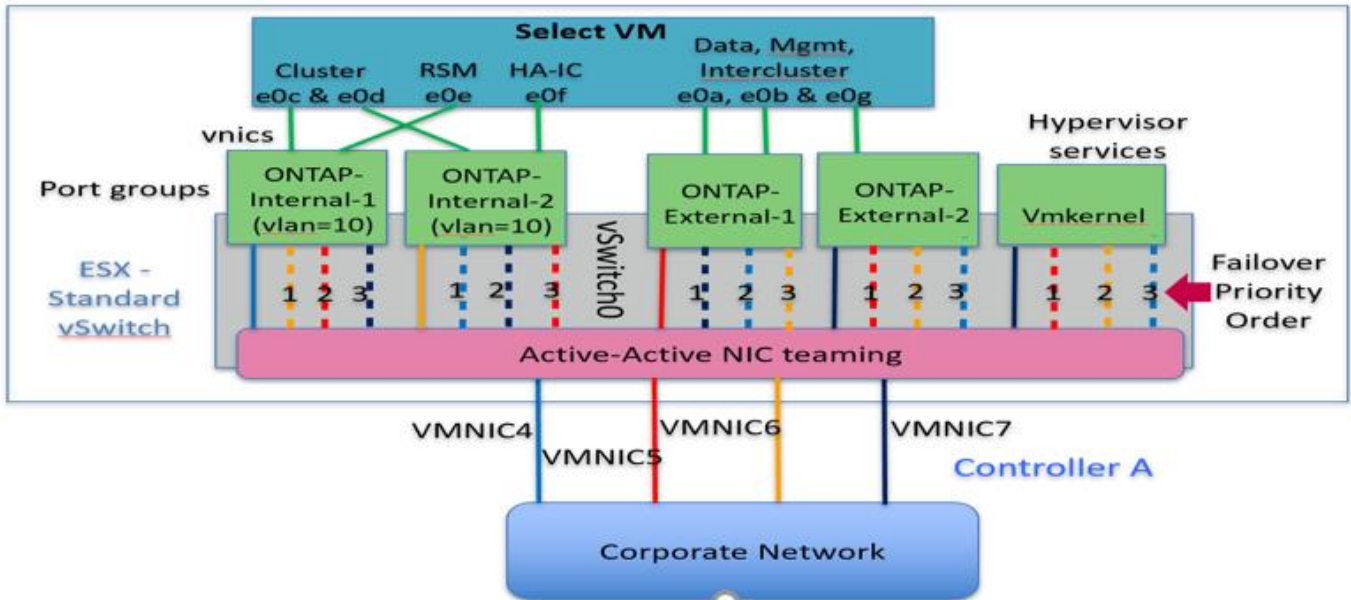 Select VM
Cluster
e0c & e0d
RSM
e0e
HA-IC
e0f
Data, Mgmt,
Intercluster
e0a, e0b & e0g
vnics
Hypervisor
services
Port groups
ONTAP-
Internal-1
(vlan=10)
ONTAP-
Internal-2
(vlan=10)
vSwitch0
ONTAP-
External-1
ONTAP-
External-2
Vmkernel
ESX -
Standard
vSwitch
1 2 3
1 2 3
1 2 3
1 2 3
1 2 3
Failover
Priority
Order
Active-Active NIC teaming
VMNIC4
VMNIC5
VMNIC6
VMNIC7
Controller A
Corporate Network